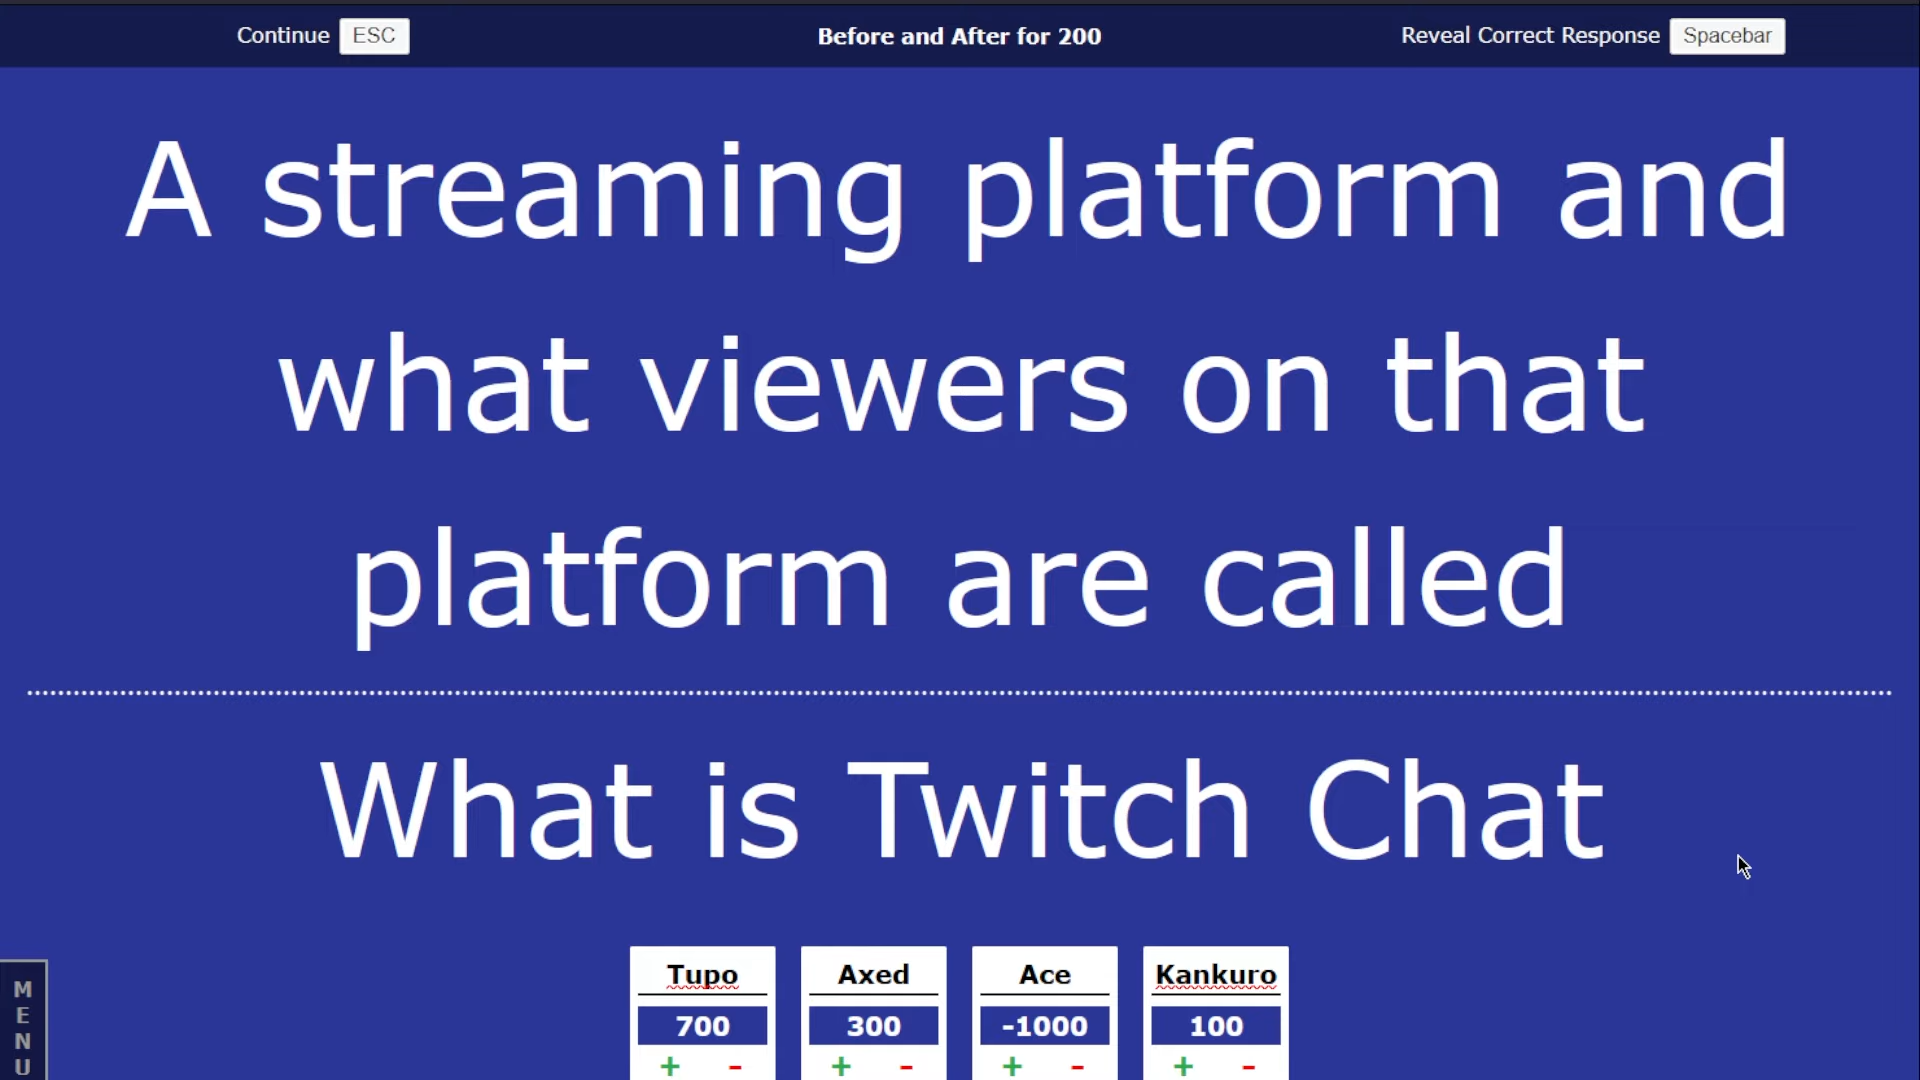 Continue ESC Before and After for 200 Reveal Correct Response Spacebar
A streaming platform and
what viewers on that
platform are called
What is Twitch Chat
Tupo Axed Ace Kankuro
700 300 -1000 100
+ - + - + - + -
MENU